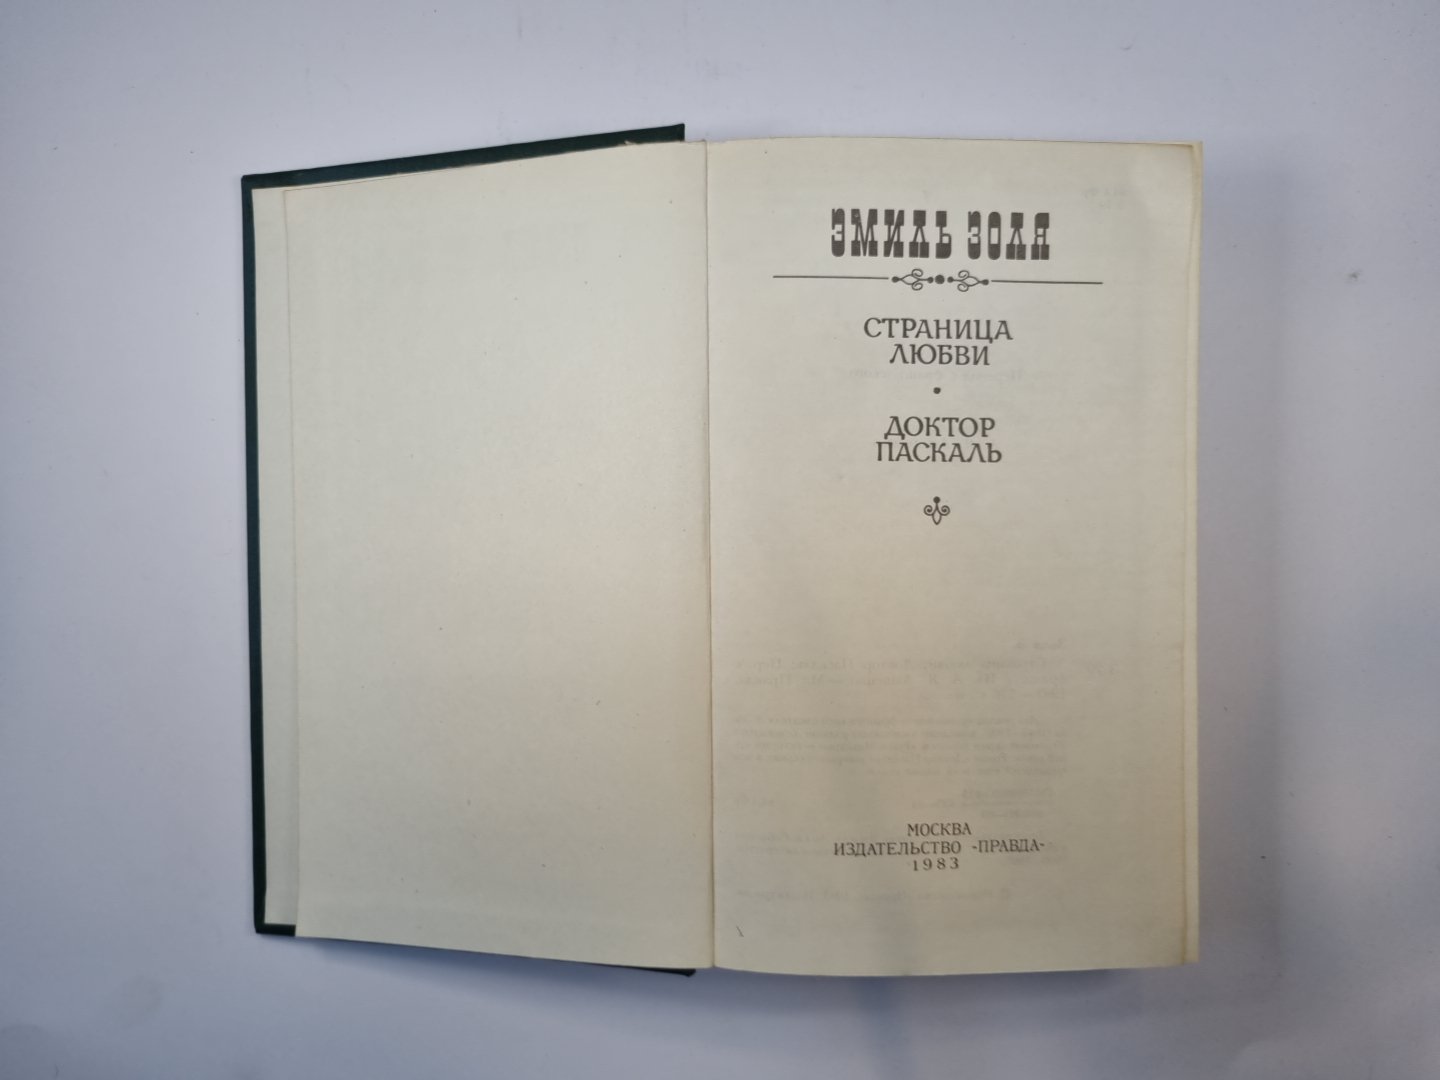 ЭМИЛЬ ЗОЛЯ
СТРАНИЦА
ЛЮБВИ
ДОКТОР
ПАСКАЛЬ
МОСКВА
ИЗДАТЕЛЬСТВО «ПРАВДА»
1983